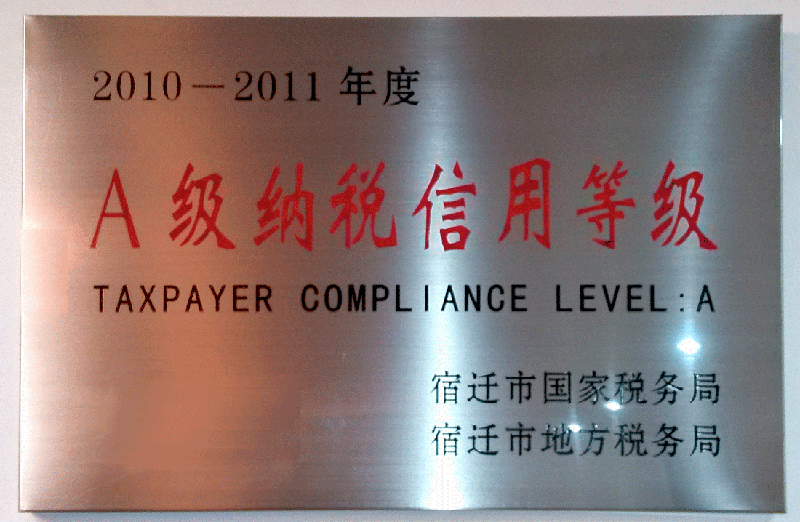 2010－2011 年度
A 级纳税信用等级
TAXPAYER COMPLIANCE LEVEL:A
宿迁市国家税务局
宿迁市地方税务局